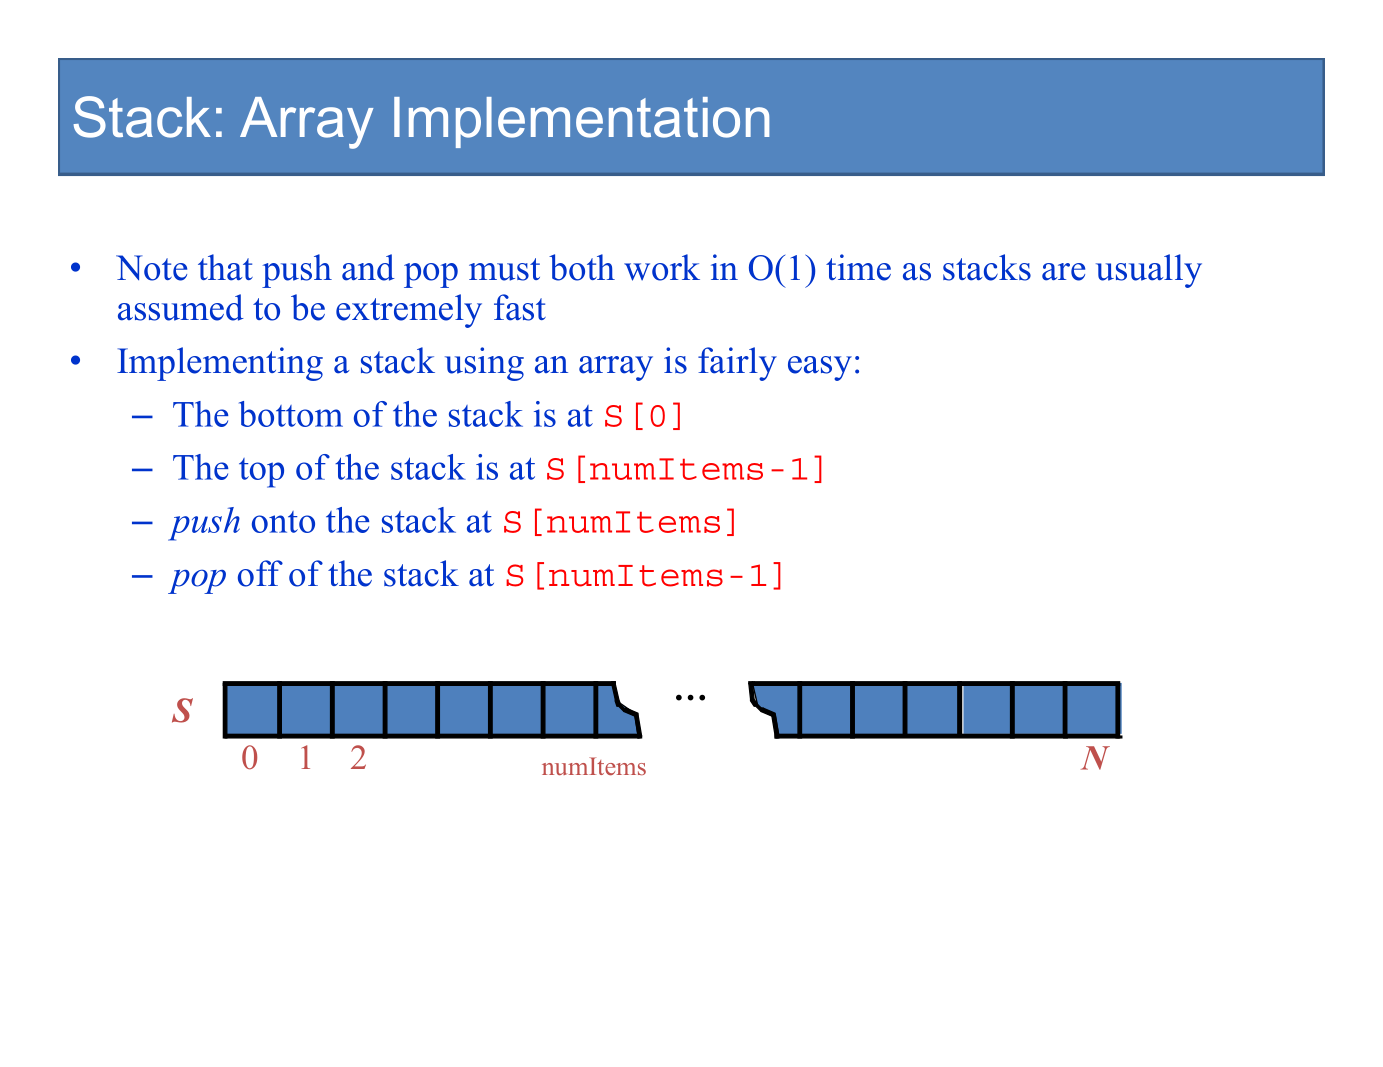 Stack: Array Implementation
• Note that push and pop must both work in O(1) time as stacks are usually
assumed to be extremely fast
• Implementing a stack using an array is fairly easy:
– The bottom of the stack is at S[0]
– The top of the stack is at S[numItems-1]
– push onto the stack at S[numItems]
– pop off of the stack at S[numItems-1]
S ...
0 1 2 numItems N